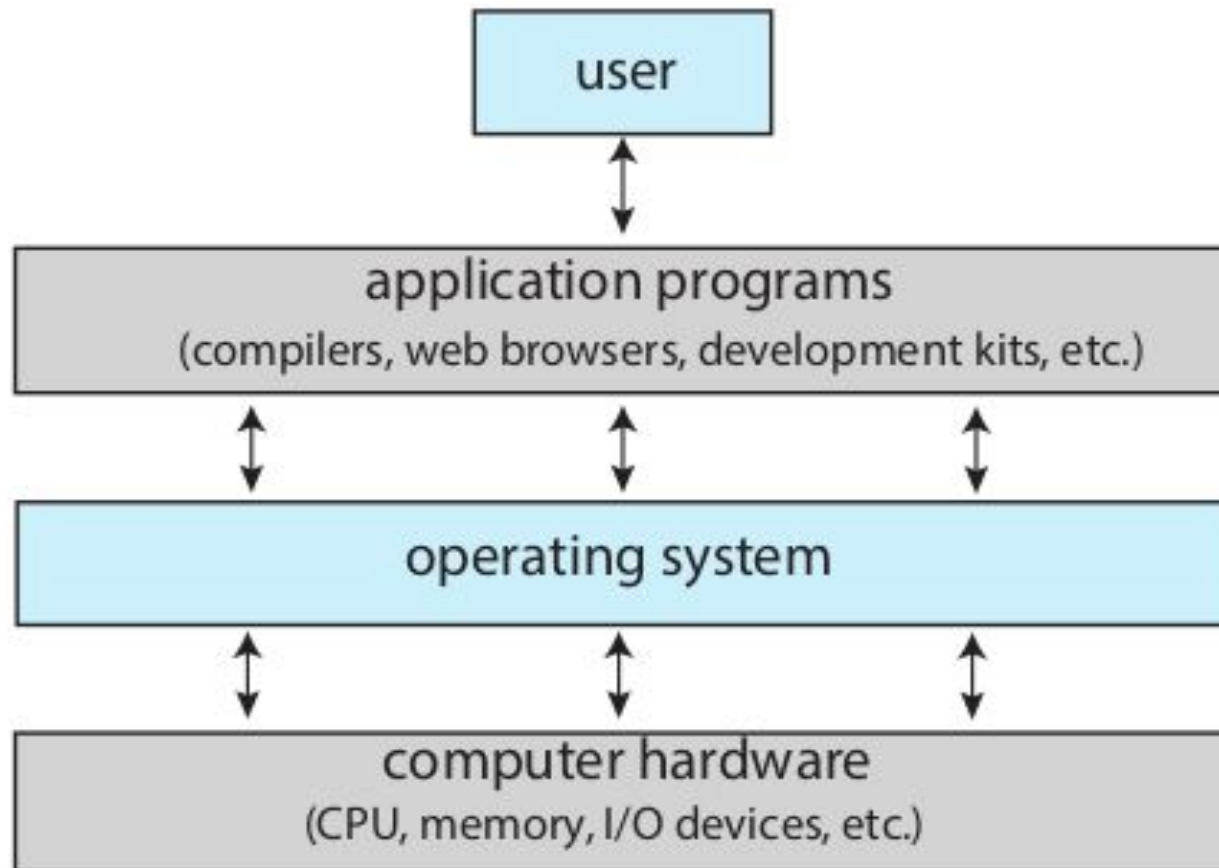 user
application programs
(compilers, web browsers, development kits, etc.)
operating system
computer hardware
(CPU, memory, I/O devices, etc.)